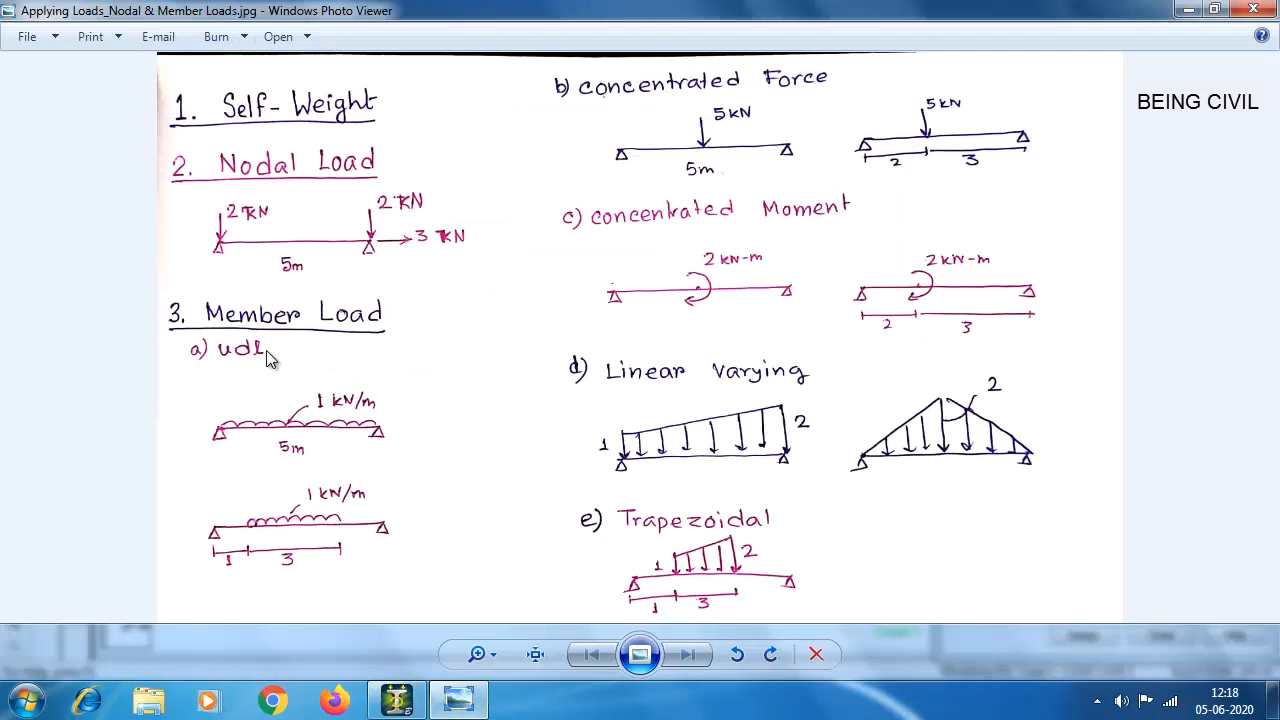 Applying Loads_Nodal & Member Loads.jpg - Windows Photo Viewer
File Print E-mail Burn Open
BEING CIVIL
1. Self-Weight
2. Nodal Load
2 kN
2 kN
3 kN
5m
3. Member Load
a) udl
1 kN/m
5m
1 kN/m
1 3
b) Concentrated Force
5 kN
5m
5 kN
2 3
c) Concentrated Moment
2 kN-m
2 kN-m
2 3
d) Linear Varying
1 2
2
e) Trapezoidal
1 2
1 3
12:18
05-06-2020